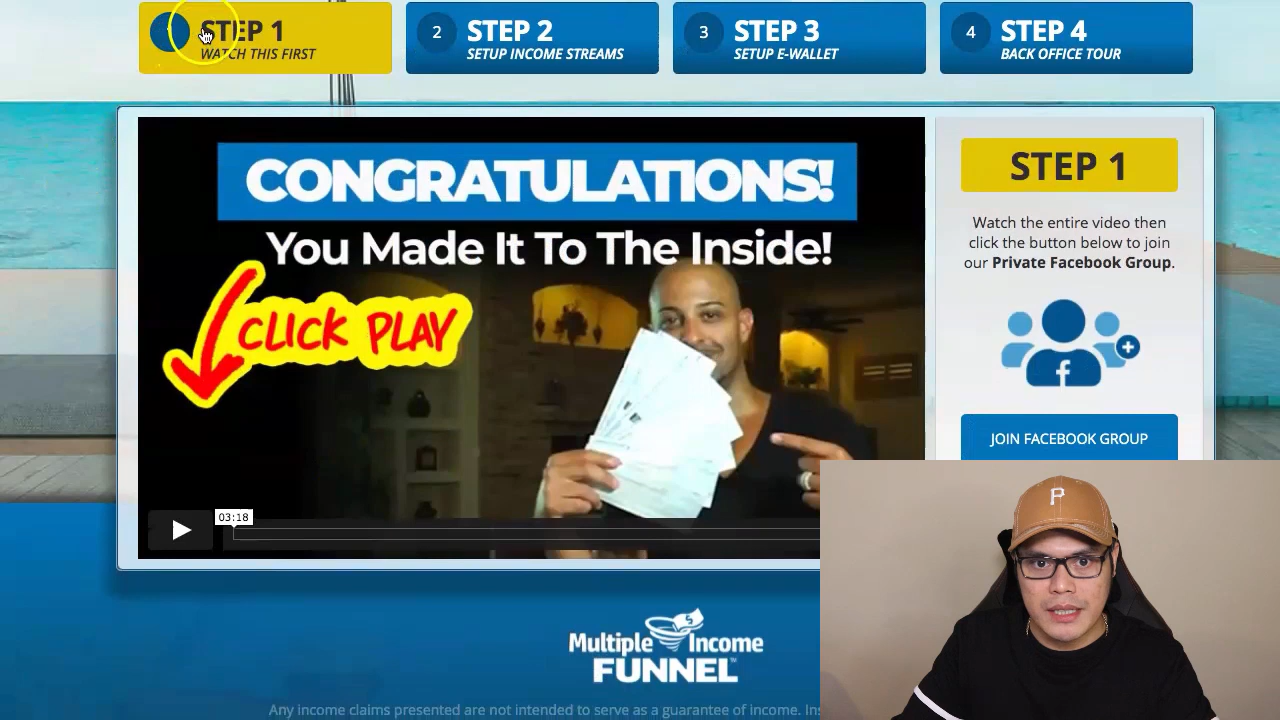 1
STEP 1
WATCH THIS FIRST
2
STEP 2
SETUP INCOME STREAMS
3
STEP 3
SETUP E-WALLET
4
STEP 4
BACK OFFICE TOUR
CONGRATULATIONS!
You Made It To The Inside!
CLICK PLAY
03:18
STEP 1
Watch the entire video then
click the button below to join
our Private Facebook Group.
f
JOIN FACEBOOK GROUP
P
Multiple Income
FUNNEL™
Any income claims presented are not intended to serve as a guarantee of income.